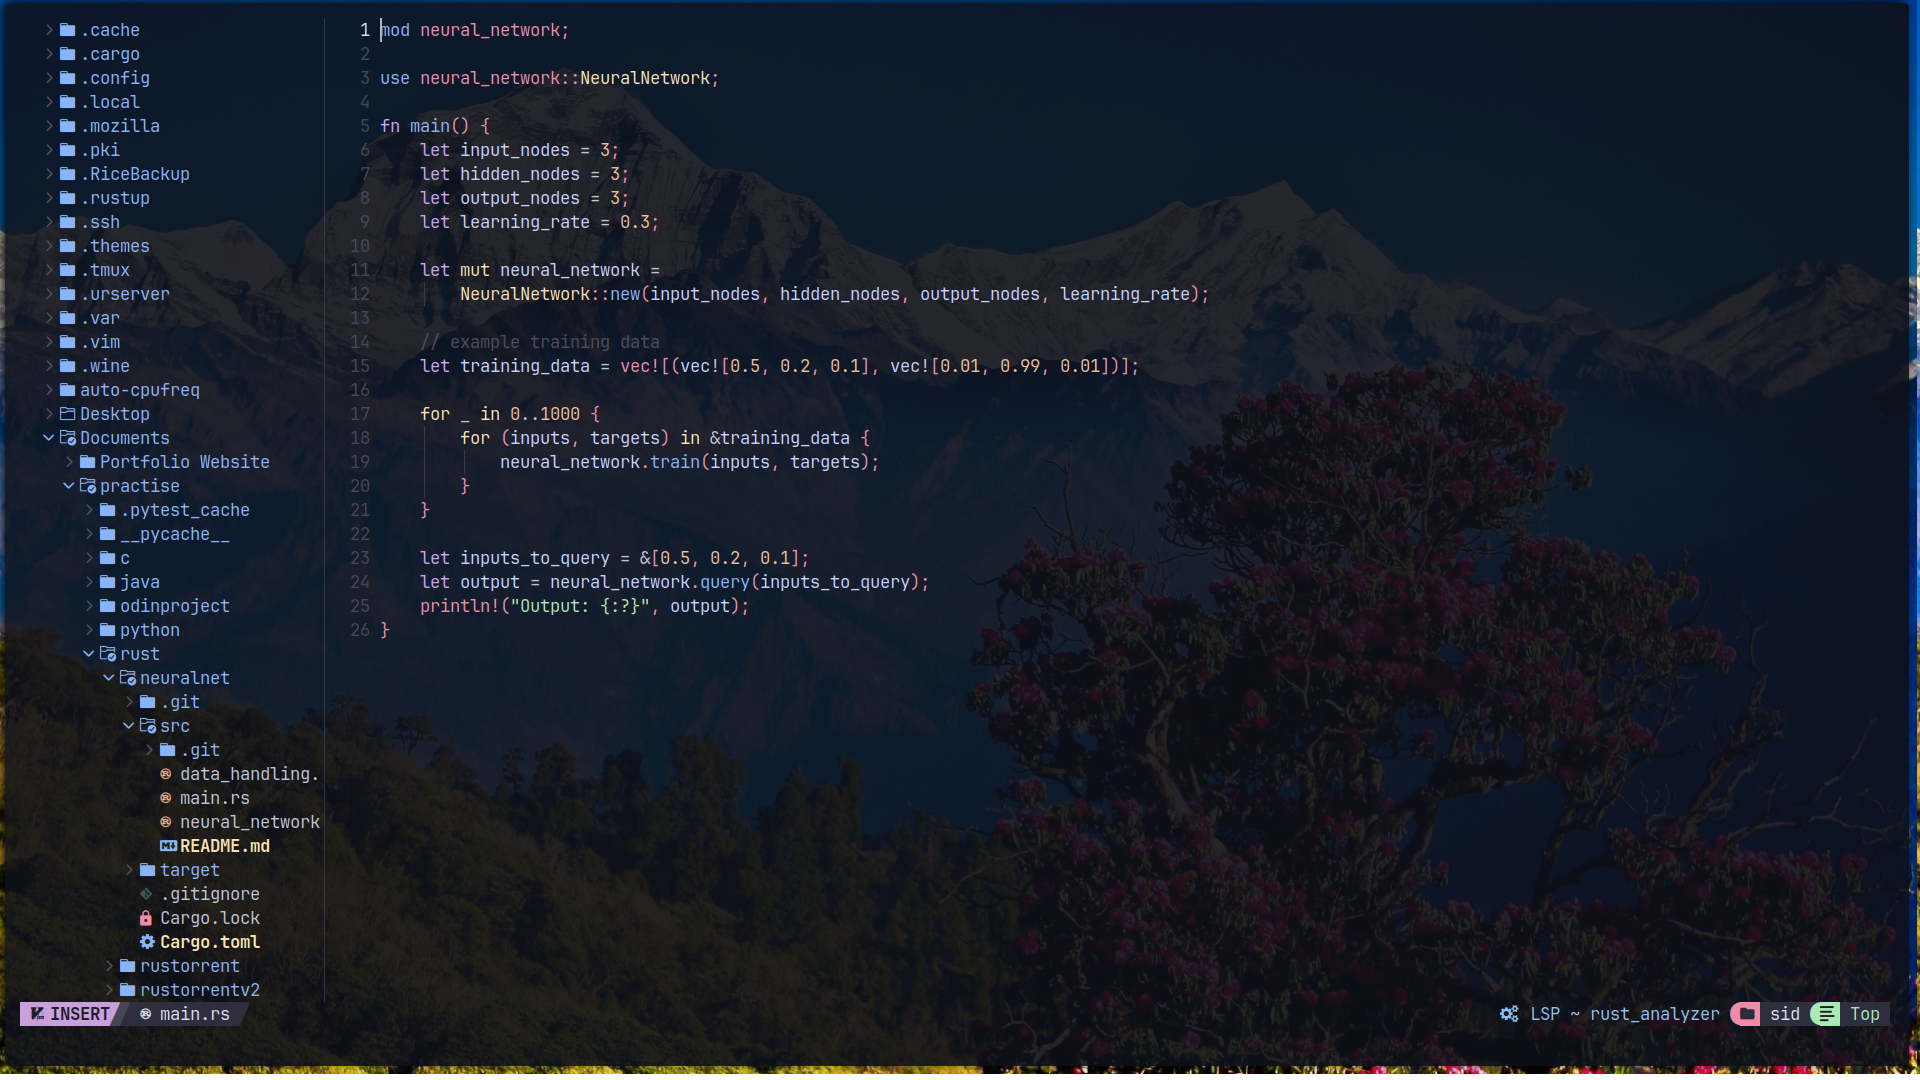 .cache
.cargo
.config
.local
.mozilla
.pki
.RiceBackup
.rustup
.ssh
.themes
.tmux
.urserver
.var
.vim
.wine
auto-cpufreq
Desktop
Documents
Portfolio Website
practise
.pytest_cache
__pycache__
c
java
odinproject
python
rust
neuralnet
.git
src
.git
data_handling.
main.rs
neural_network
README.md
target
.gitignore
Cargo.lock
Cargo.toml
rustorrent
rustorrentv2
1 mod neural_network;
2
3 use neural_network::NeuralNetwork;
4
5 fn main() {
6     let input_nodes = 3;
7     let hidden_nodes = 3;
8     let output_nodes = 3;
9     let learning_rate = 0.3;
10
11     let mut neural_network =
12         NeuralNetwork::new(input_nodes, hidden_nodes, output_nodes, learning_rate);
13
14     // example training data
15     let training_data = vec![(vec![0.5, 0.2, 0.1], vec![0.01, 0.99, 0.01])];
16
17     for _ in 0..1000 {
18         for (inputs, targets) in &training_data {
19             neural_network.train(inputs, targets);
20         }
21     }
22
23     let inputs_to_query = &[0.5, 0.2, 0.1];
24     let output = neural_network.query(inputs_to_query);
25     println!("Output: {:?}", output);
26 }
INSERT main.rs LSP ~ rust_analyzer sid Top